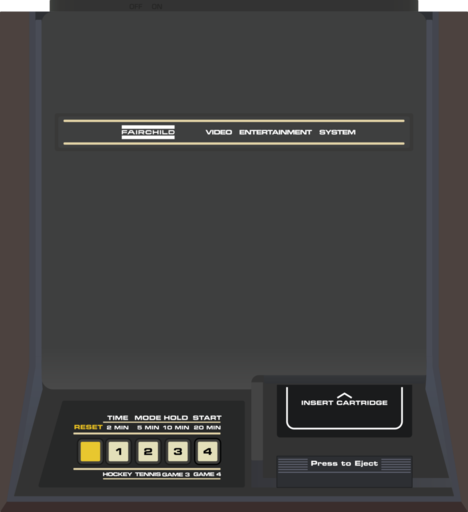 OFF ON
FAIRCHILD VIDEO ENTERTAINMENT SYSTEM
INSERT CARTRIDGE
TIME MODE HOLD START
RESET 2 MIN 5 MIN 10 MIN 20 MIN
1 2 3 4
Press to Eject
HOCKEY TENNIS GAME 3 GAME 4